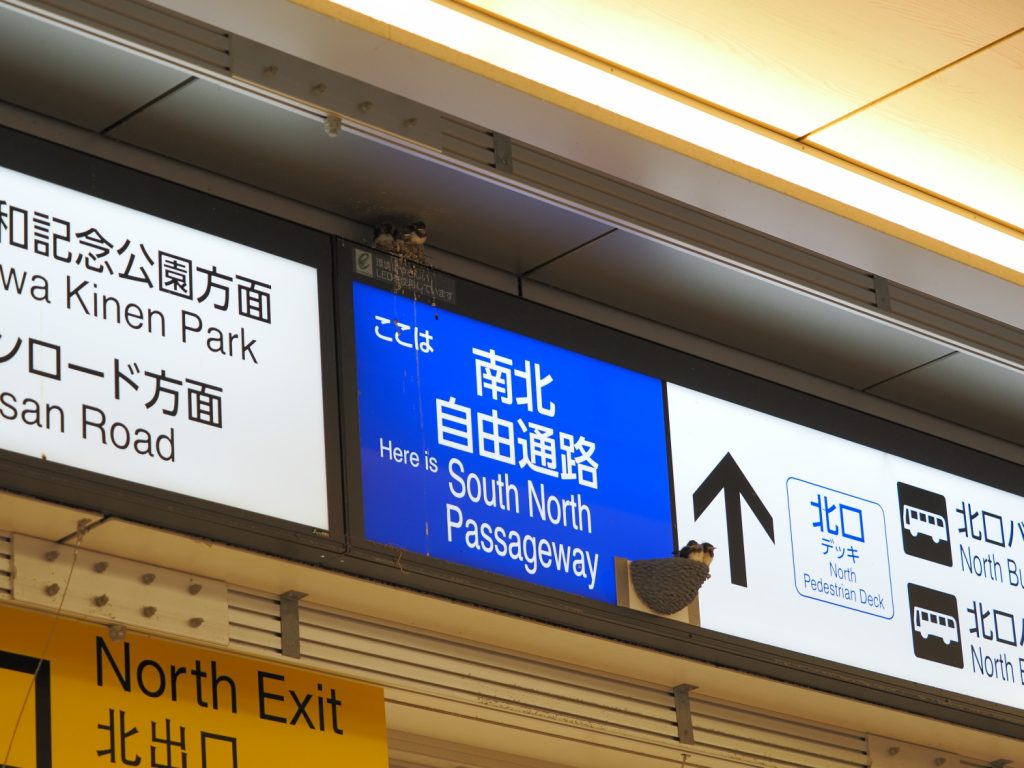 和記念公園方面
wa Kinen Park
ンロード方面
san Road
ここは
南北
自由通路
Here is
South North
Passageway
北口
デッキ
North
Pedestrian Deck
北口バ
North Bu
北口バ
North B
North Exit
北出口